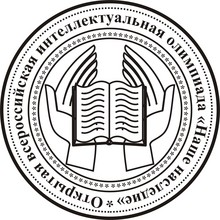 Открытая всероссийская интеллектуальная олимпиада «Наше наследие» *